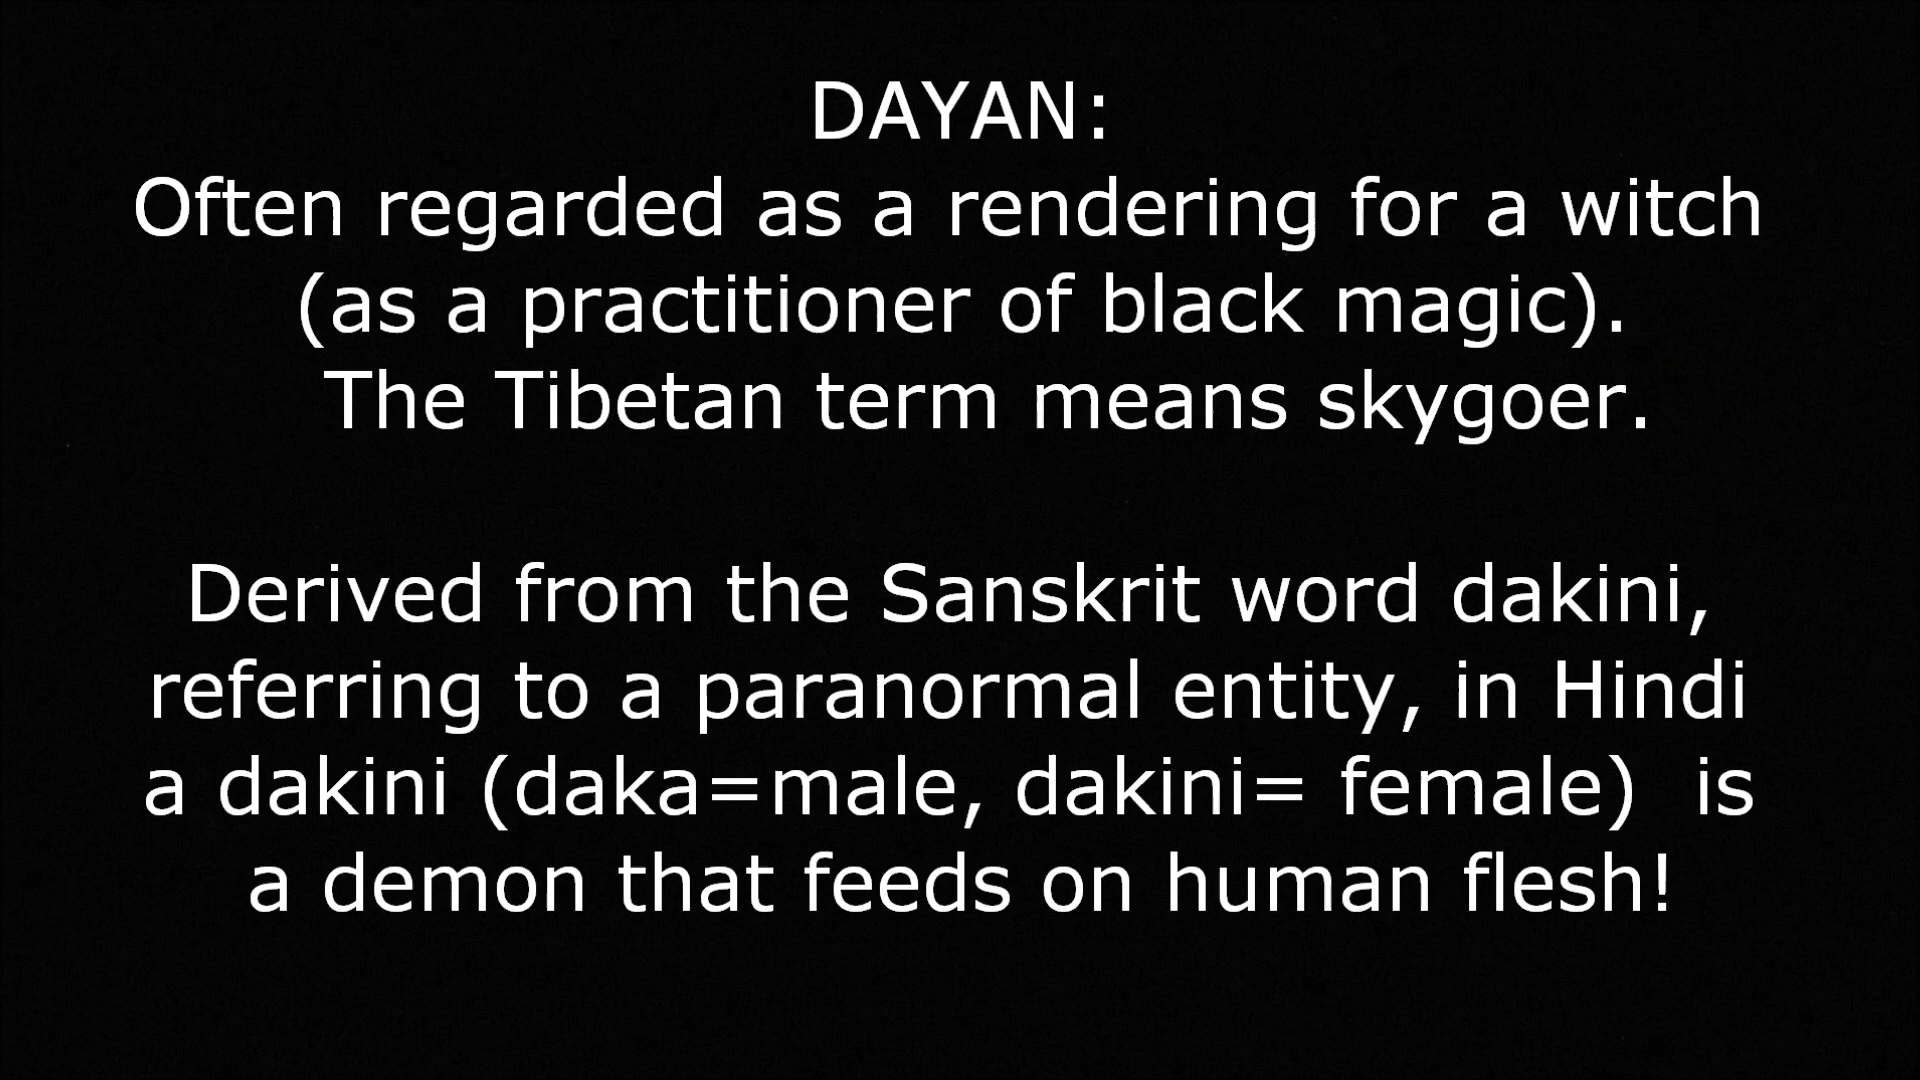 DAYAN:
Often regarded as a rendering for a witch
(as a practitioner of black magic).
The Tibetan term means skygoer.
Derived from the Sanskrit word dakini,
referring to a paranormal entity, in Hindi
a dakini (daka=male, dakini= female)  is
a demon that feeds on human flesh!